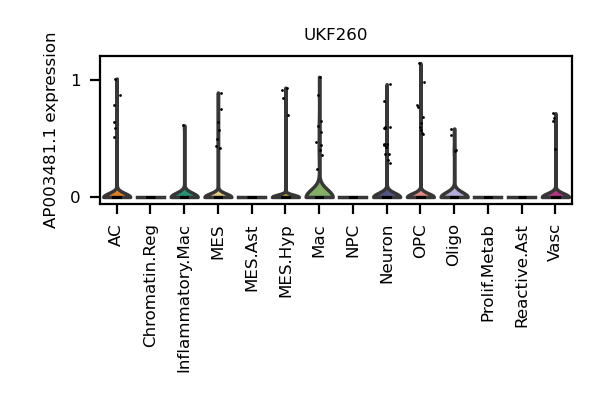 UKF260
AP003481.1 expression
1
0
AC
Chromatin.Reg
Inflammatory.Mac
MES
MES.Ast
MES.Hyp
Mac
NPC
Neuron
OPC
Oligo
Prolif.Metab
Reactive.Ast
Vasc